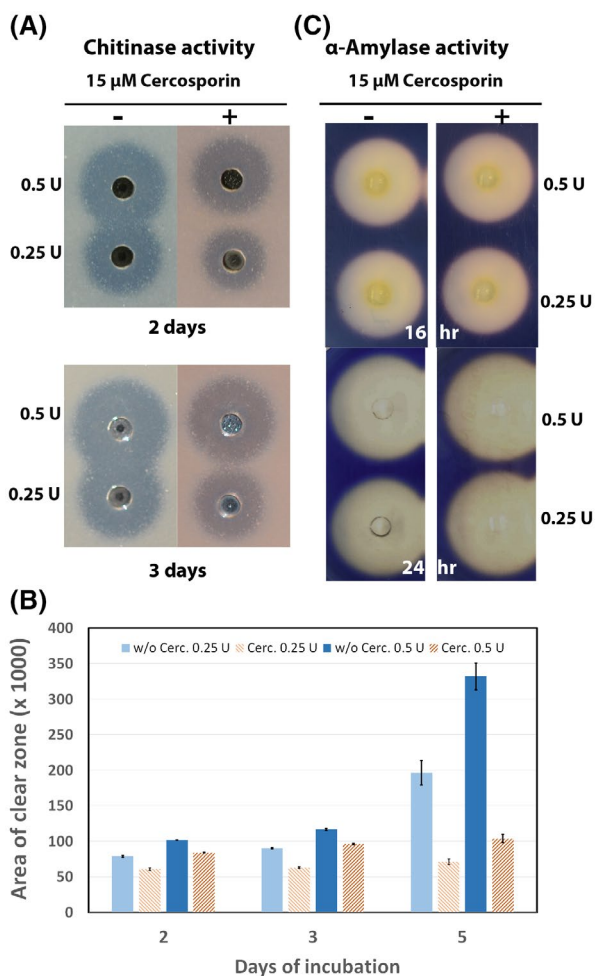 (A)
Chitinase activity
15 µM Cercosporin
- +
0.5 U
0.25 U
2 days
0.5 U
0.25 U
3 days
(C)
α-Amylase activity
15 µM Cercosporin
- +
0.5 U
0.25 U
16 hr
0.5 U
0.25 U
24 hr
(B)
Area of clear zone (x 1000)
400
350
300
250
200
150
100
50
0
w/o Cerc. 0.25 U Cerc. 0.25 U w/o Cerc. 0.5 U Cerc. 0.5 U
2 3 5
Days of incubation